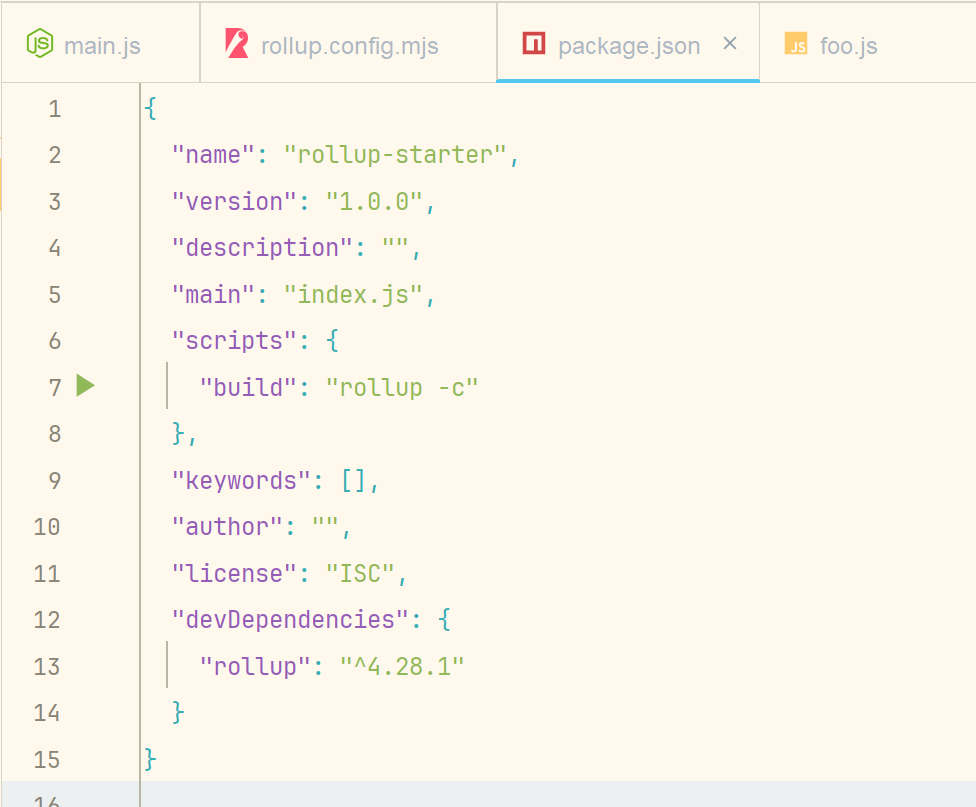 main.js rollup.config.mjs package.json × JS foo.js
1 {
2 "name": "rollup-starter",
3 "version": "1.0.0",
4 "description": "",
5 "main": "index.js",
6 "scripts": {
7 "build": "rollup -c"
8 },
9 "keywords": [],
10 "author": "",
11 "license": "ISC",
12 "devDependencies": {
13 "rollup": "^4.28.1"
14 }
15 }
16